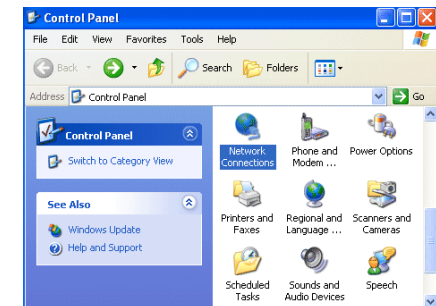 Control Panel
File Edit View Favorites Tools Help
Back Search Folders
Address Control Panel Go
Control Panel
Switch to Category View
See Also
Windows Update
Help and Support
Network Connections
Phone and Modem ...
Power Options
Printers and Faxes
Regional and Language ...
Scanners and Cameras
Scheduled Tasks
Sounds and Audio Devices
Speech